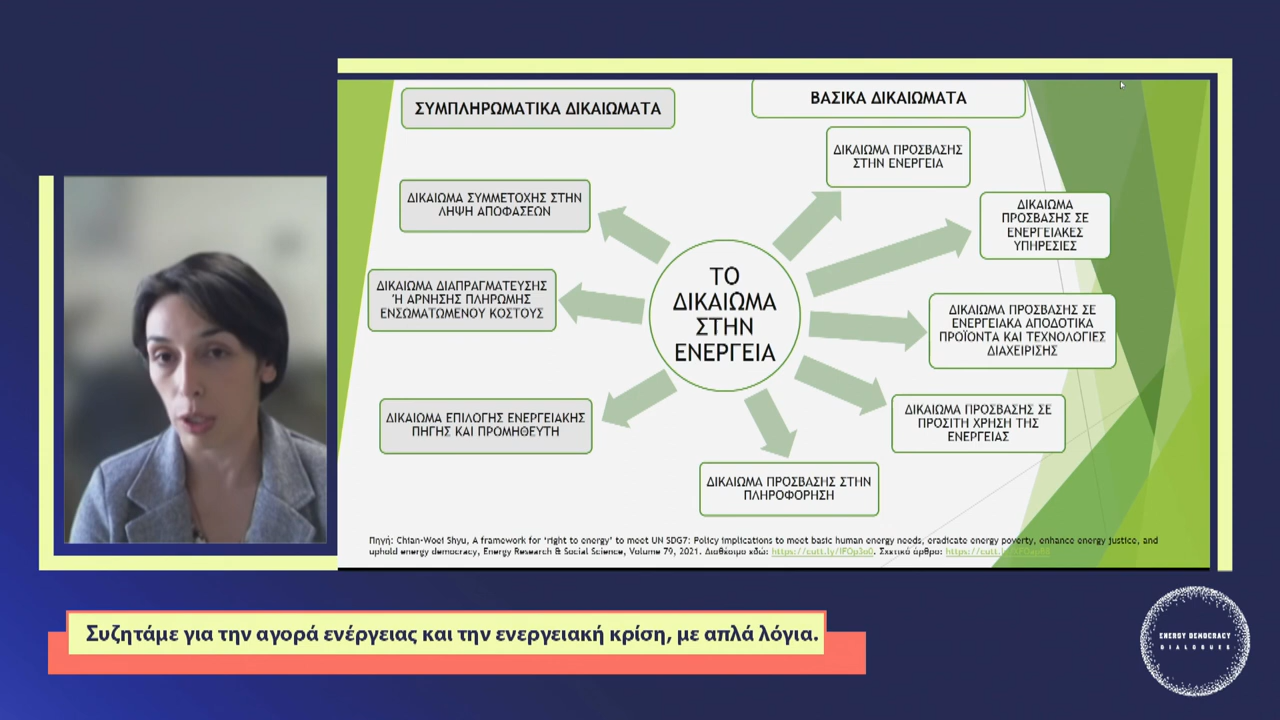 ΣΥΜΠΛΗΡΩΜΑΤΙΚΑ ΔΙΚΑΙΩΜΑΤΑ
ΒΑΣΙΚΑ ΔΙΚΑΙΩΜΑΤΑ
ΔΙΚΑΙΩΜΑ ΠΡΟΣΒΑΣΗΣ
ΣΤΗΝ ΕΝΕΡΓΕΙΑ
ΔΙΚΑΙΩΜΑ ΣΥΜΜΕΤΟΧΗΣ ΣΤΗΝ
ΛΗΨΗ ΑΠΟΦΑΣΕΩΝ
ΔΙΚΑΙΩΜΑ
ΠΡΟΣΒΑΣΗΣ ΣΕ
ΕΝΕΡΓΕΙΑΚΕΣ
ΥΠΗΡΕΣΙΕΣ
ΔΙΚΑΙΩΜΑ ΔΙΑΠΡΑΓΜΑΤΕΥΣΗΣ
Ή ΑΡΝΗΣΗΣ ΠΛΗΡΩΜΗΣ
ΕΝΣΩΜΑΤΩΜΕΝΟΥ ΚΟΣΤΟΥΣ
ΤΟ
ΔΙΚΑΙΩΜΑ
ΣΤΗΝ
ΕΝΕΡΓΕΙΑ
ΔΙΚΑΙΩΜΑ ΠΡΟΣΒΑΣΗΣ ΣΕ
ΕΝΕΡΓΕΙΑΚΑ ΑΠΟΔΟΤΙΚΑ
ΠΡΟΪΟΝΤΑ ΚΑΙ ΤΕΧΝΟΛΟΓΙΕΣ
ΔΙΑΧΕΙΡΙΣΗΣ
ΔΙΚΑΙΩΜΑ ΕΠΙΛΟΓΗΣ ΕΝΕΡΓΕΙΑΚΗΣ
ΠΗΓΗΣ ΚΑΙ ΠΡΟΜΗΘΕΥΤΗ
ΔΙΚΑΙΩΜΑ ΠΡΟΣΒΑΣΗΣ ΣΕ
ΠΡΟΣΙΤΗ ΧΡΗΣΗ ΤΗΣ
ΕΝΕΡΓΕΙΑΣ
ΔΙΚΑΙΩΜΑ ΠΡΟΣΒΑΣΗΣ ΣΤΗΝ
ΠΛΗΡΟΦΟΡΗΣΗ
Πηγή: Chian-Woei Shyu, A framework for 'right to energy' to meet UN SDG7: Policy implications to meet basic human energy needs, eradicate energy poverty, enhance energy justice, and
uphold energy democracy, Energy Research & Social Science, Volume 79, 2021. Διαθέσιμο εδώ: Σχετικό άρθρο:
Συζητάμε για την αγορά ενέργειας και την ενεργειακή κρίση, με απλά λόγια.
ENERGY DEMOCRACY
DIALOGUES